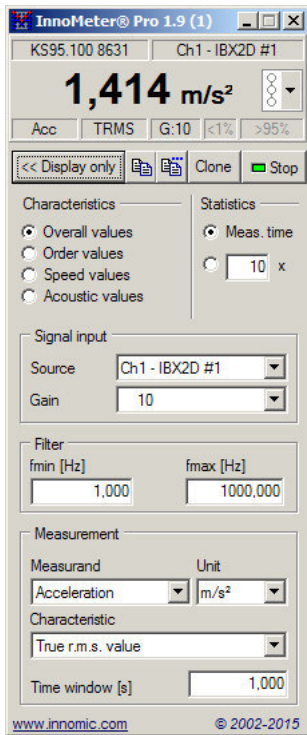 InnoMeter® Pro 1.9 (1)
KS95.100 8631 Ch1 - IBX2D #1
1,414 m/s²
Acc TRMS G:10 <1% >95%
<< Display only Clone Stop
Characteristics Statistics
Overall values Meas. time
Order values 10 x
Speed values
Acoustic values
Signal input
Source Ch1 - IBX2D #1
Gain 10
Filter
fmin [Hz] fmax [Hz]
1,000 1000,000
Measurement
Measurand Unit
Acceleration m/s²
Characteristic
True r.m.s. value
Time window [s] 1,000
www.innomic.com © 2002-2015